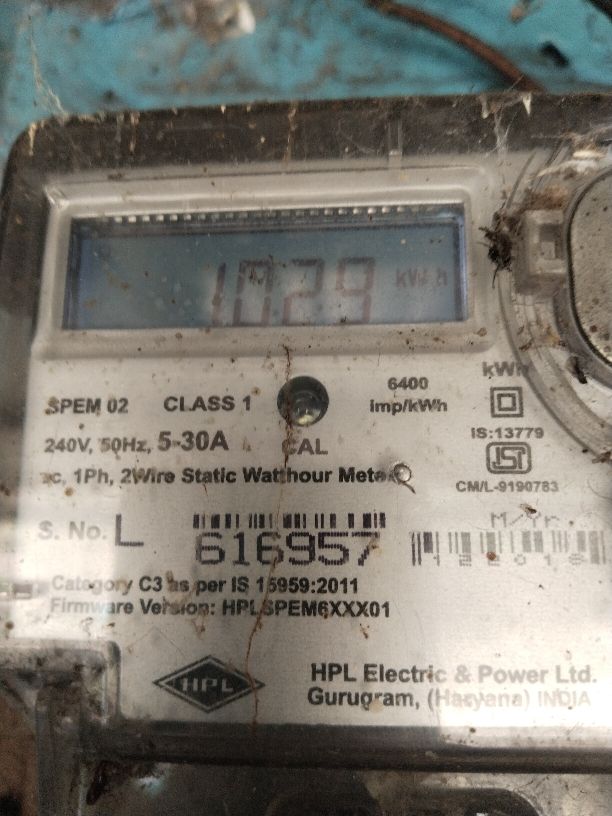 1029 kWh
SPEM 02 CLASS 1 6400 imp/kWh
kWh
240V, 50Hz, 5-30A CAL
IS:13779
ac, 1Ph, 2Wire Static Watthour Meter
CM/L-9190783
S. No. L 616957
M/Yr
122018
Category C3 as per IS 15959:2011
Firmware Version: HPLSPEM6XXX01
HPL
HPL Electric & Power Ltd.
Gurugram, (Haryana) INDIA